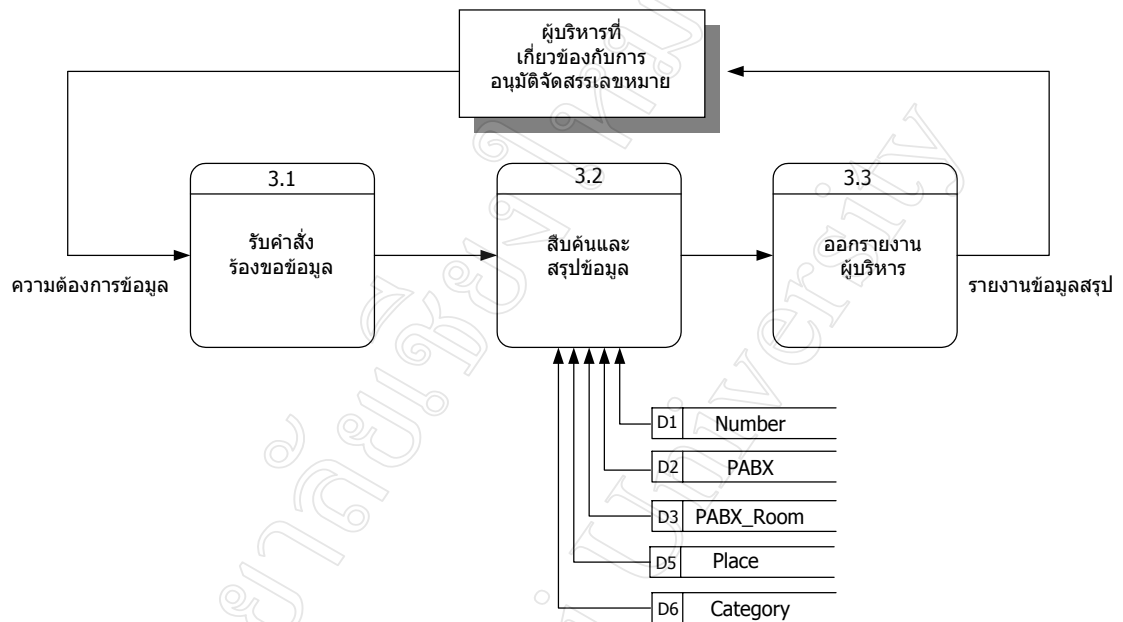 ผู้บริหารที่
เกี่ยวข้องกับการ
อนุมัติจัดสรรเลขหมาย
3.1
รับคำสั่ง
ร้องขอข้อมูล
3.2
สืบค้นและ
สรุปข้อมูล
3.3
ออกรายงาน
ผู้บริหาร
ความต้องการข้อมูล
รายงานข้อมูลสรุป
D1 Number
D2 PABX
D3 PABX_Room
D5 Place
D6 Category
University